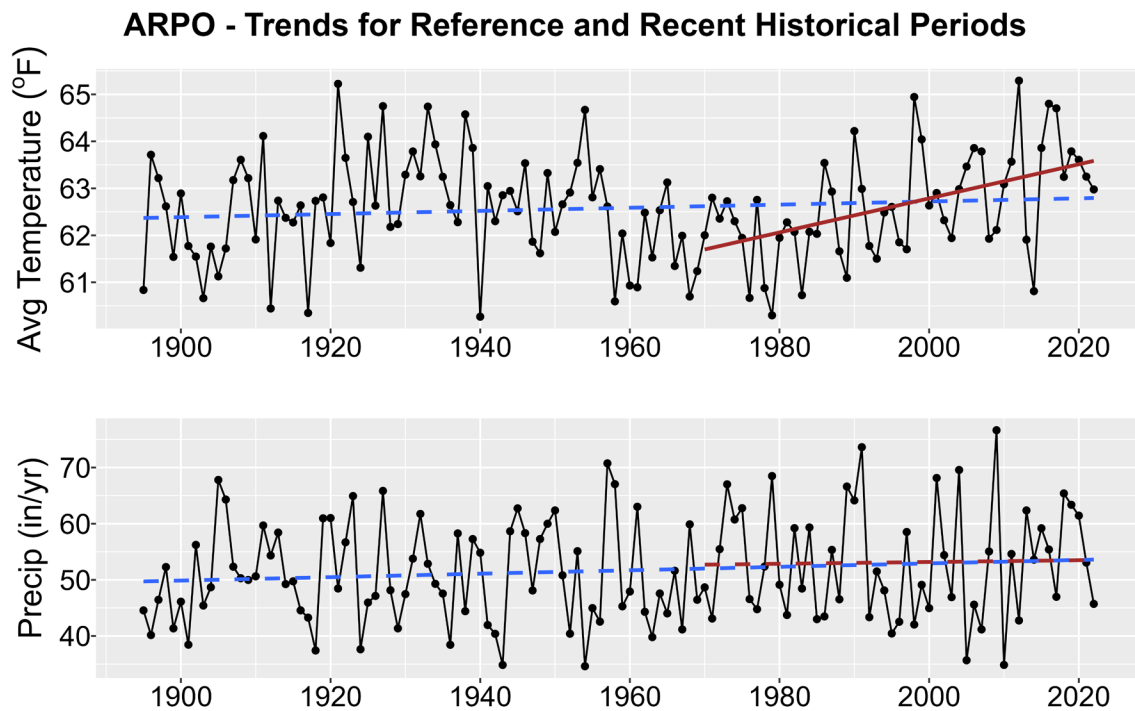 ARPO - Trends for Reference and Recent Historical Periods
Avg Temperature (°F)
65
64
63
62
61
1900 1920 1940 1960 1980 2000 2020
Precip (in/yr)
70
60
50
40
1900 1920 1940 1960 1980 2000 2020